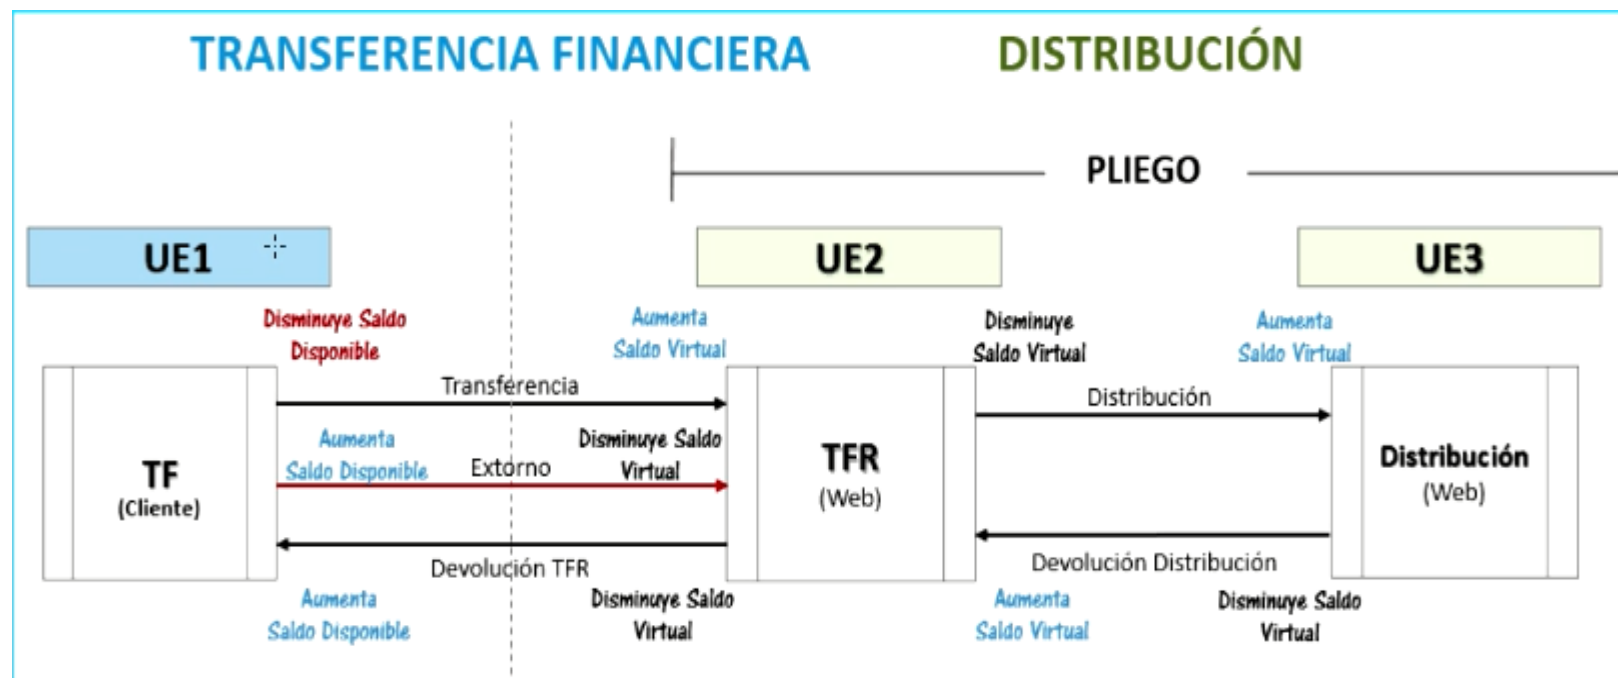 TRANSFERENCIA FINANCIERA
DISTRIBUCIÓN
PLIEGO
UE1
UE2
UE3
Disminuye Saldo
Disponible
Aumenta
Saldo Virtual
Disminuye
Saldo Virtual
Aumenta
Saldo Virtual
Transferencia
Distribución
Aumenta
Saldo Disponible
Extorno
Disminuye Saldo
Virtual
TF
(Cliente)
TFR
(Web)
Distribución
(Web)
Devolución TFR
Devolución Distribución
Aumenta
Saldo Disponible
Disminuye Saldo
Virtual
Aumenta
Saldo Virtual
Disminuye Saldo
Virtual